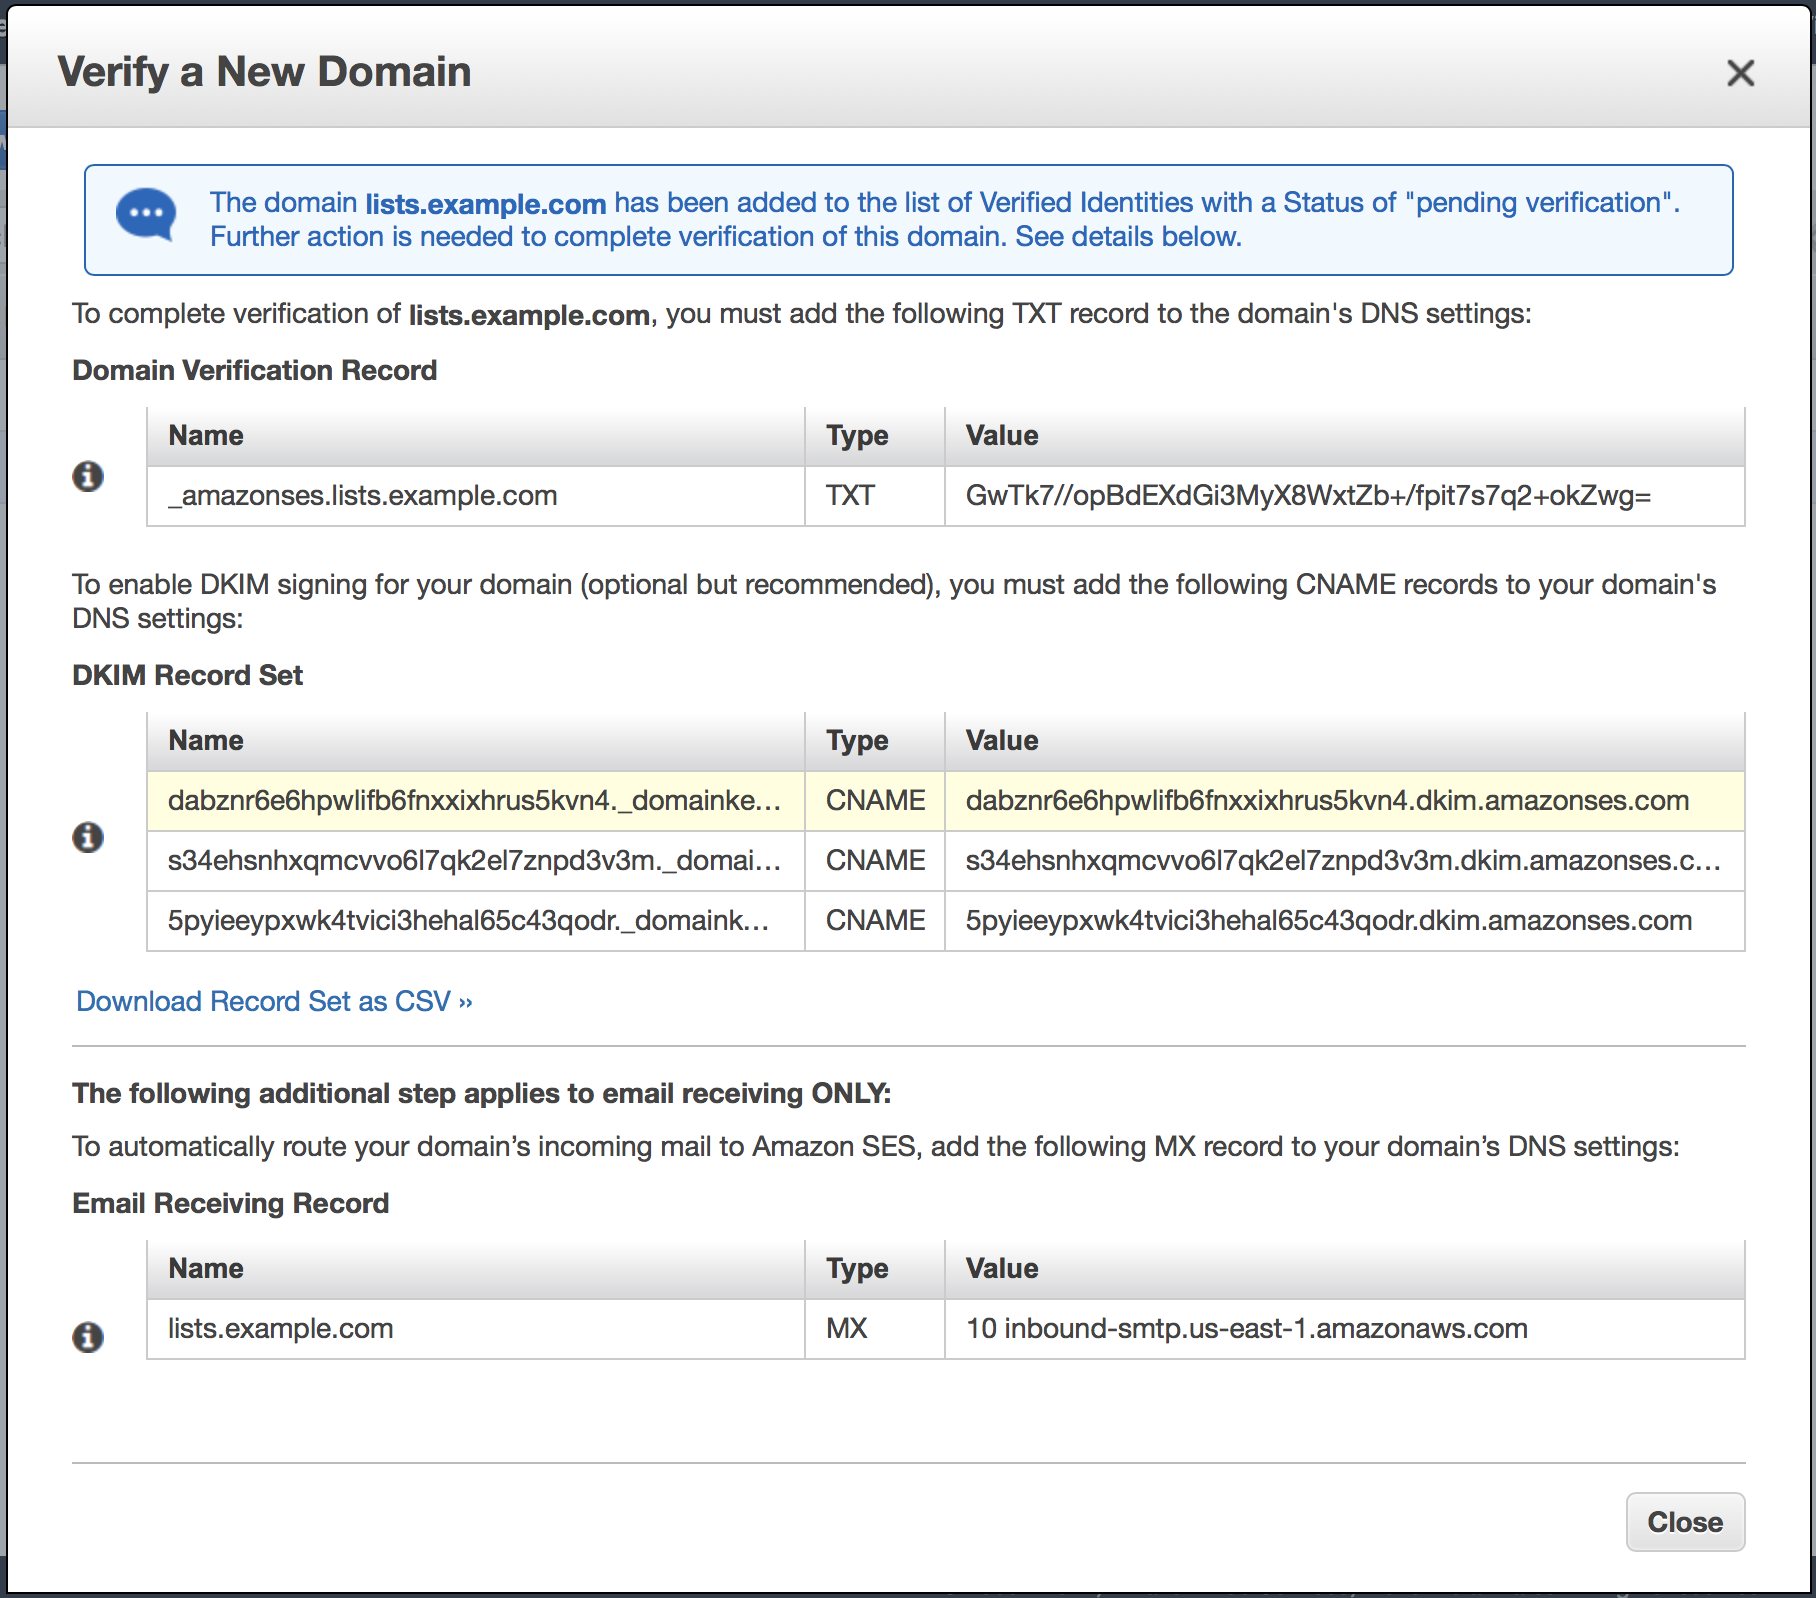 Verify a New Domain
The domain lists.example.com has been added to the list of Verified Identities with a Status of "pending verification".
Further action is needed to complete verification of this domain. See details below.
To complete verification of lists.example.com, you must add the following TXT record to the domain's DNS settings:
Domain Verification Record
Name Type Value
_amazonses.lists.example.com TXT GwTk7//opBdEXdGi3MyX8WxtZb+/fpit7s7q2+okZwg=
To enable DKIM signing for your domain (optional but recommended), you must add the following CNAME records to your domain's
DNS settings:
DKIM Record Set
Name Type Value
dabznr6e6hpwlifb6fnxxixhrus5kvn4._domainke... CNAME dabznr6e6hpwlifb6fnxxixhrus5kvn4.dkim.amazonses.com
s34ehsnhxqmcvvo6l7qk2el7znpd3v3m._domai... CNAME s34ehsnhxqmcvvo6l7qk2el7znpd3v3m.dkim.amazonses.c...
5pyieeypxwk4tvici3hehal65c43qodr._domaink... CNAME 5pyieeypxwk4tvici3hehal65c43qodr.dkim.amazonses.com
Download Record Set as CSV »
The following additional step applies to email receiving ONLY:
To automatically route your domain’s incoming mail to Amazon SES, add the following MX record to your domain’s DNS settings:
Email Receiving Record
Name Type Value
lists.example.com MX 10 inbound-smtp.us-east-1.amazonaws.com
Close